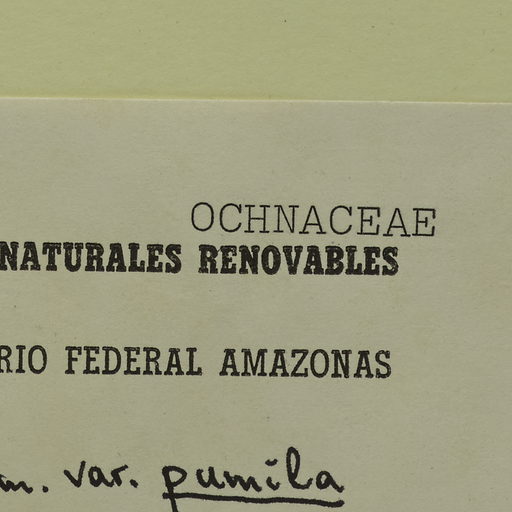 OCHNACEAE
NATURALES RENOVABLES
RIO FEDERAL AMAZONAS
m. var. pumila